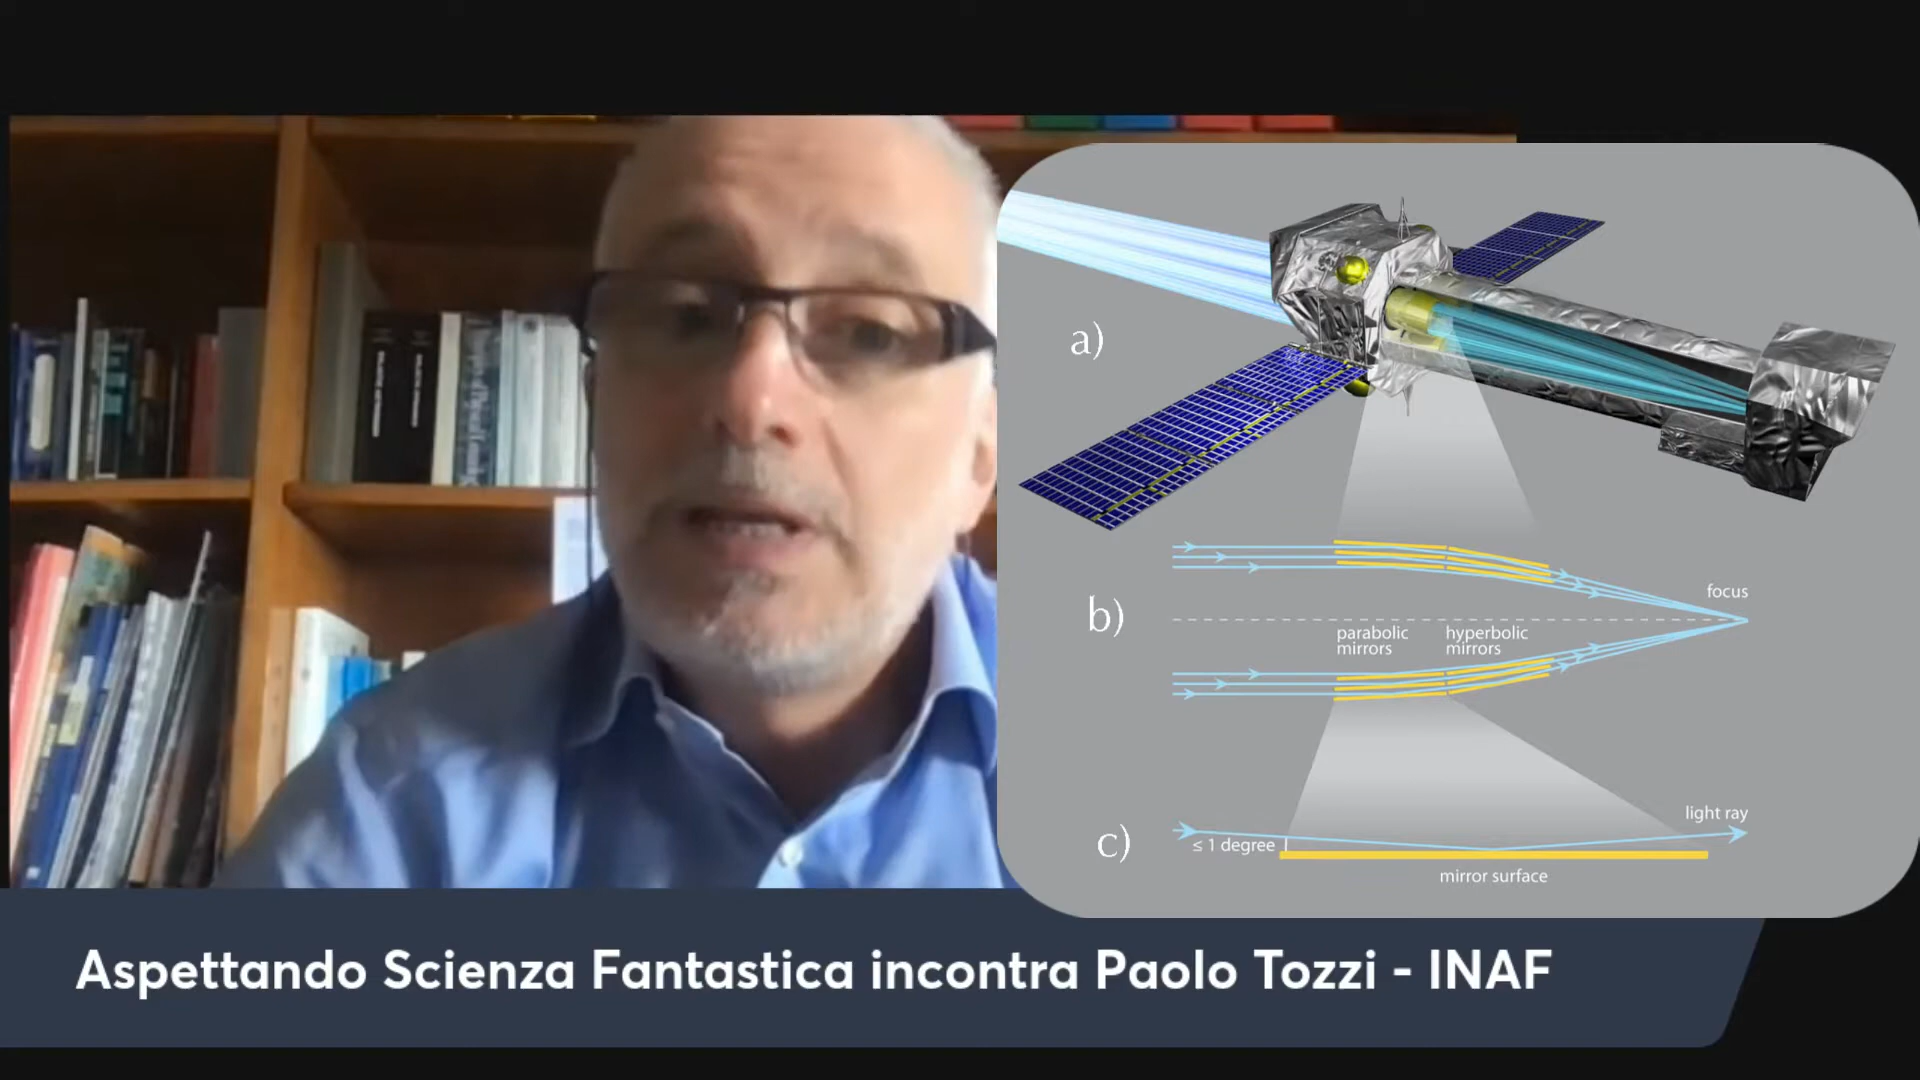 a)
b)
focus
parabolic
mirrors
hyperbolic
mirrors
c)
light ray
≤ 1 degree
mirror surface
Aspettando Scienza Fantastica incontra Paolo Tozzi - INAF